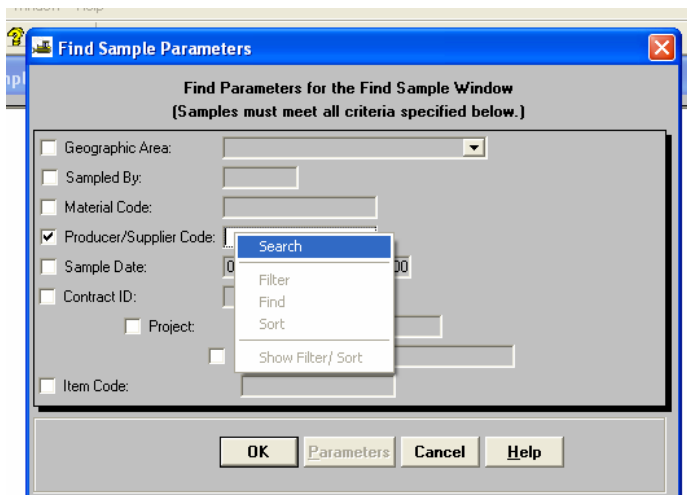 Find Sample Parameters
Find Parameters for the Find Sample Window
(Samples must meet all criteria specified below.)
Geographic Area:
Sampled By:
Material Code:
Producer/Supplier Code:
Search
Sample Date: 0 00
Filter
Contract ID:
Find
Project:
Sort
Show Filter/ Sort
Item Code:
OK Parameters Cancel Help